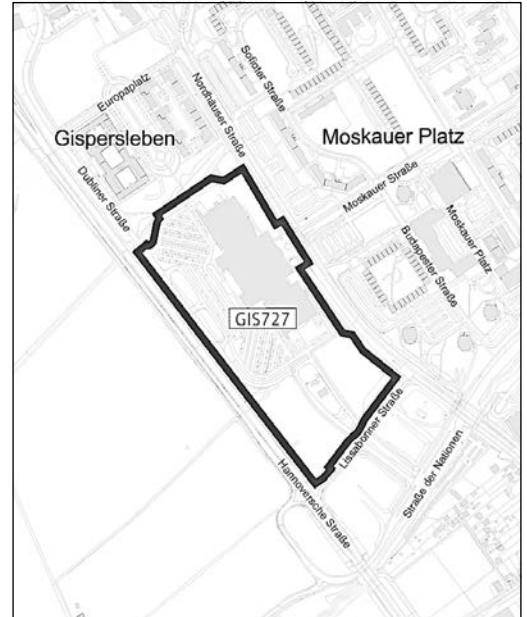 Sofioter Straße
Europaplatz
Nordhäuser Straße
Gispersleben
Moskauer Platz
Dubliner Straße
Moskauer Straße
Moskauer Platz
Budapester Straße
GIS727
Lissabonner Straße
Straße der Nationen
Hannoversche Straße